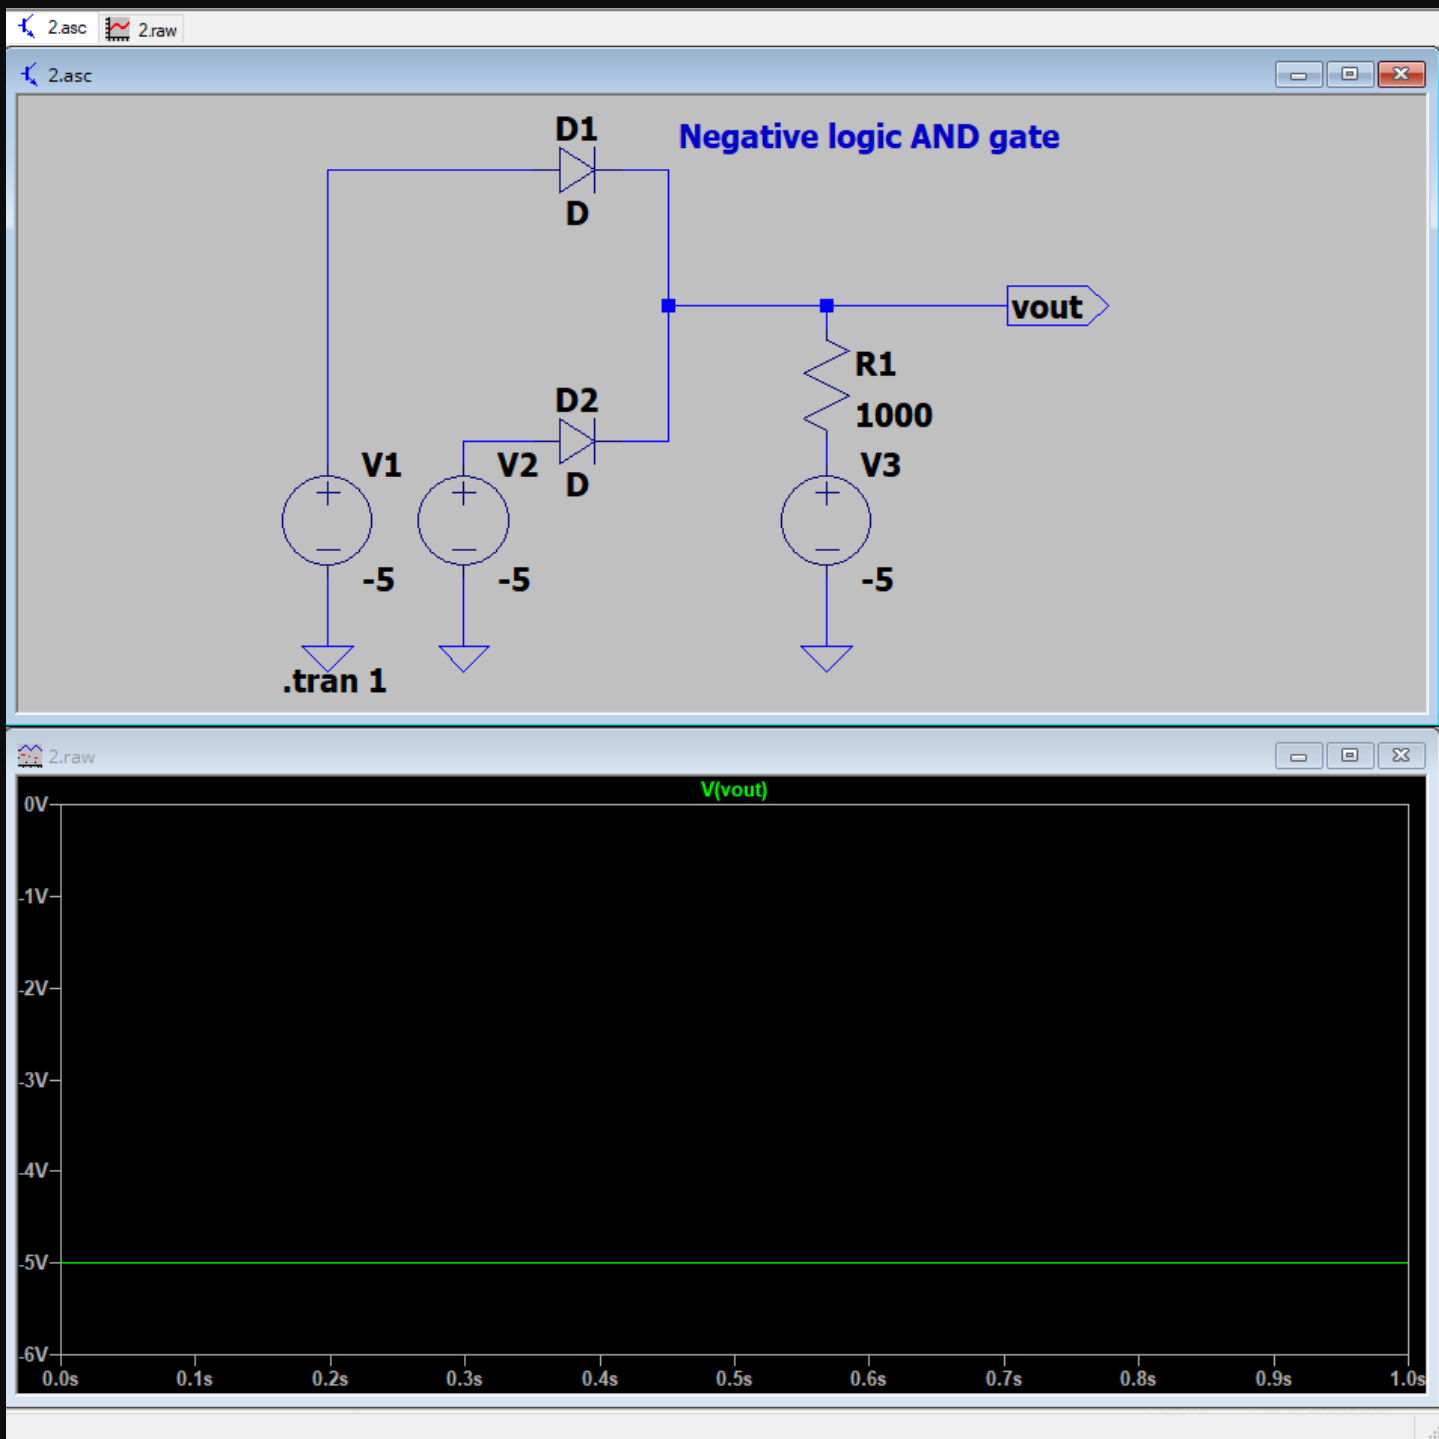 2.asc 2.raw
2.asc
D1
Negative logic AND gate
D
vout
R1
1000
D2
D
V1
V2
V3
-5
-5
-5
.tran 1
2.raw
V(vout)
0V
-1V
-2V
-3V
-4V
-5V
-6V
0.0s 0.1s 0.2s 0.3s 0.4s 0.5s 0.6s 0.7s 0.8s 0.9s 1.0s